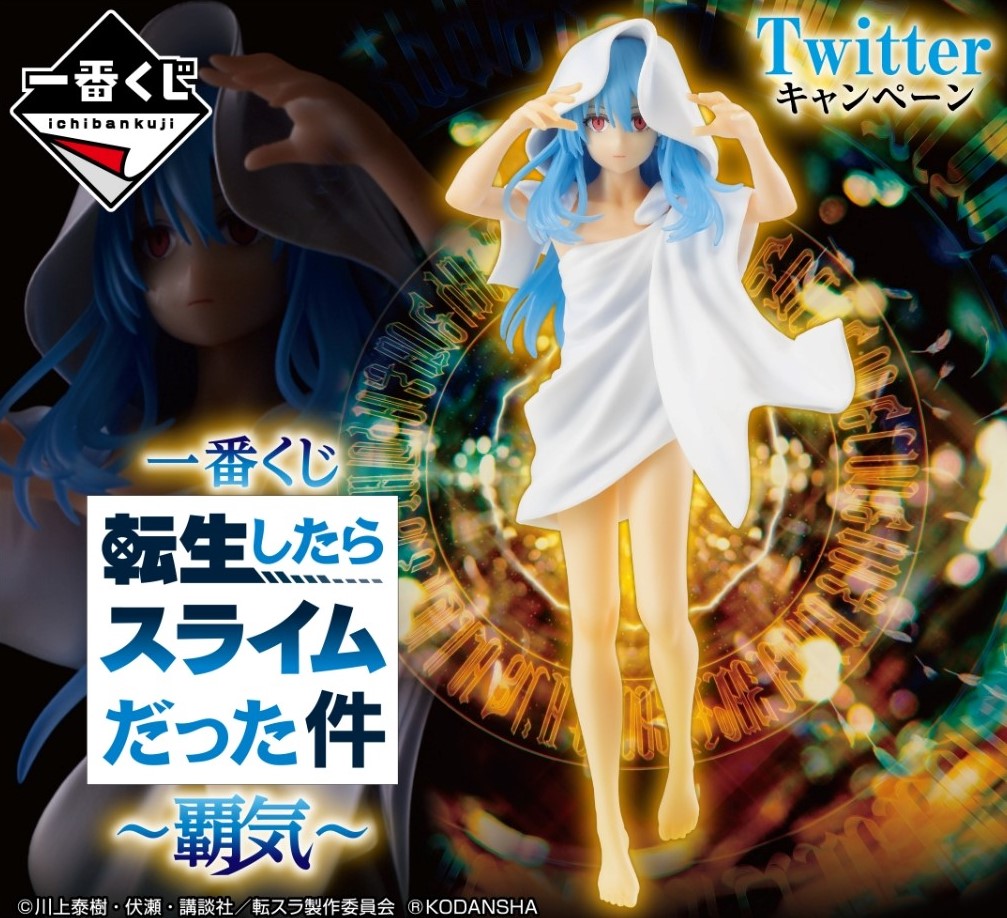 一番くじ
ichibankuji
Twitter
キャンペーン
一番くじ
転生したら
スライム
だった件
~覇気~
©川上泰樹・伏瀬・講談社/転スラ製作委員会 ®KODANSHA